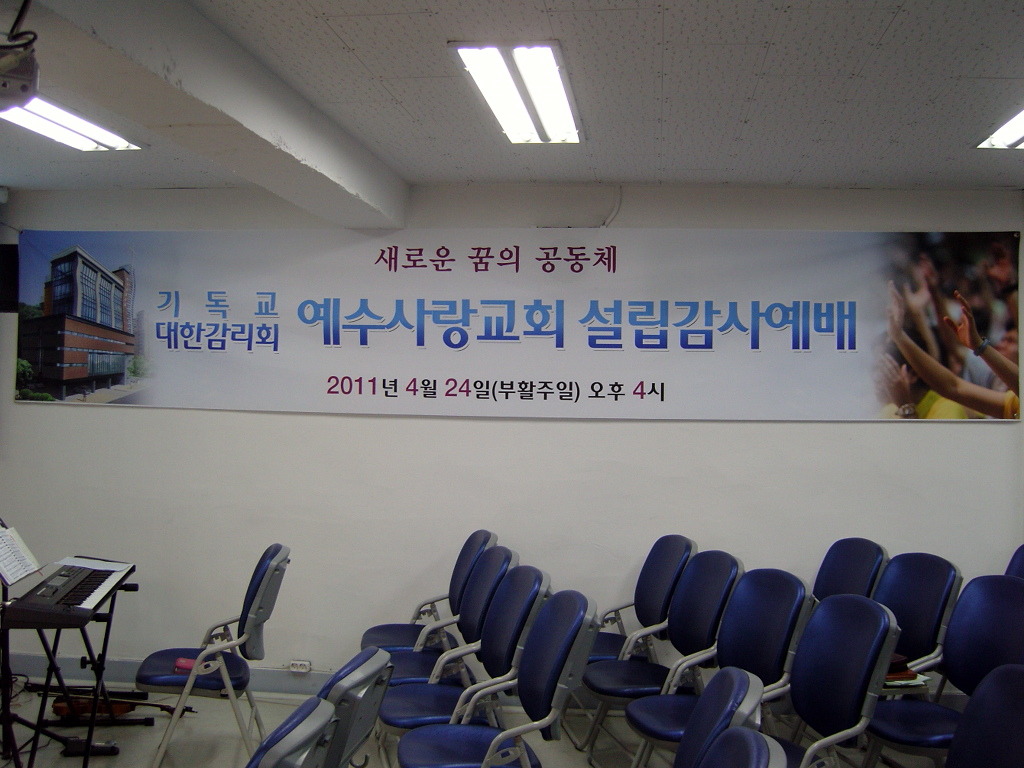 새로운 꿈의 공동체
기 독 교
대한감리회
예수사랑교회 설립감사예배
2011년 4월 24일(부활주일) 오후 4시